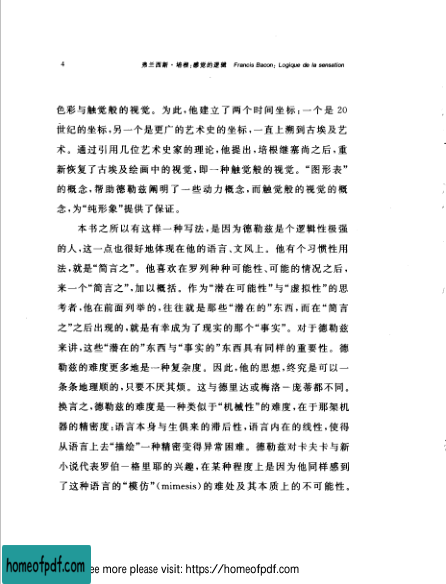 4
弗兰西斯·培根:感觉的逻辑 Francis Bacon: Logique de la sensation
色彩与触觉般的视觉。为此,他建立了两个时间坐标:一个是 20
世纪的坐标,另一个是更广的艺术史的坐标,一直上溯到古埃及艺
术。通过引用几位艺术史家的理论,他提出,培根继塞尚之后,重
新恢复了古埃及绘画中的视觉,即一种触觉般的视觉。“图形表”
的概念,帮助德勒兹阐明了一些动力概念,而触觉般的视觉的概
念,为“纯形象”提供了保证。
本书之所以有这样一种写法,是因为德勒兹是个逻辑性极强
的人,这一点也很好地体现在他的语言、文风上。他有个习惯性用
法,就是“简言之”。他喜欢在罗列种种可能性、可能的情况之后,
来一个“简言之”,加以概括。作为“潜在可能性”与“虚拟性”的思
考者,他在前面列举的,往往就是那些“潜在的”东西,而在“简言
之”之后出现的,就是有幸成为了现实的那个“事实”。对于德勒兹
来讲,这些“潜在的”东西与“事实的”东西具有同样的重要性。德
勒兹的难度更多地是一种复杂度。因此,他的思想,终究是可以一
条条地理顺的,只要不厌其烦。这与德里达或梅洛－庞蒂都不同。
换言之,德勒兹的难度是一种类似于“机械性”的难度,在于那架机
器的精密度;语言本身与生俱来的滞后性,语言内在的线性,使得
从语言上去“描绘”一种精密变得异常困难。德勒兹对卡夫卡与新
小说代表罗伯－格里耶的兴趣,在某种程度上是因为他同样感到
了这种语言的“模仿”(mimesis)的难处及其本质上的不可能性。
homeofpdf.com
ee more please visit: https://homeofpdf.com